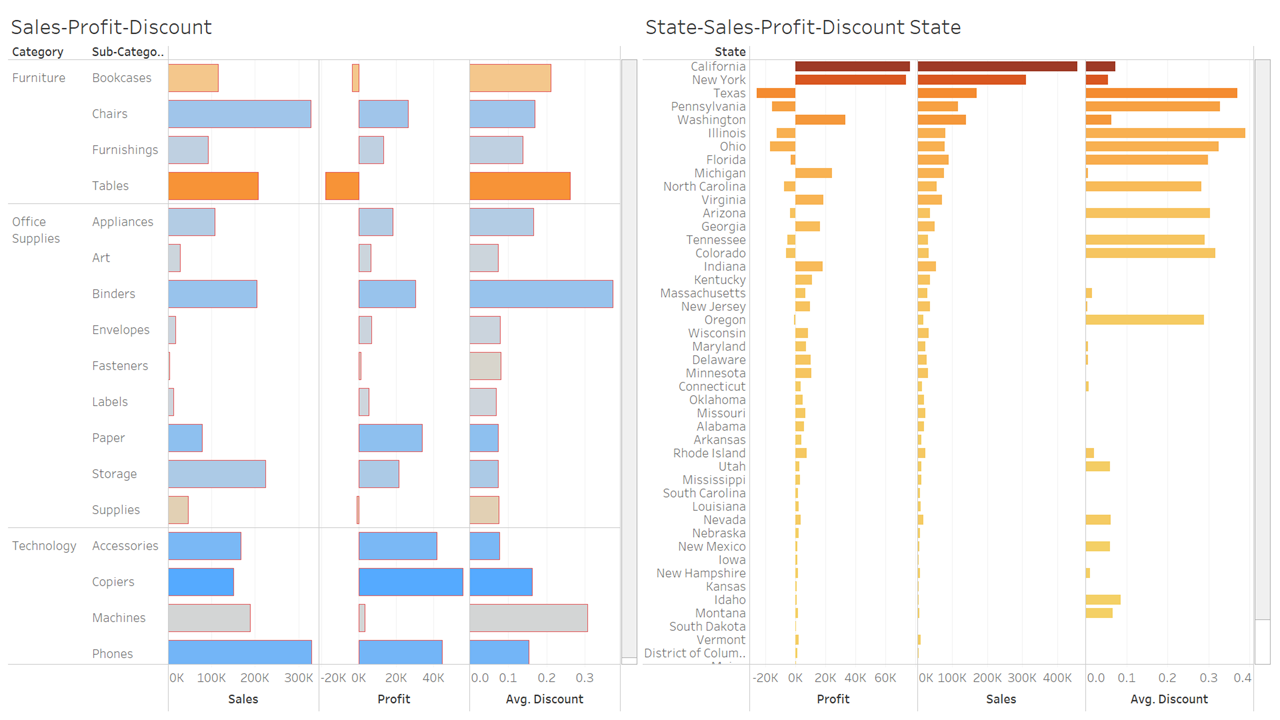 Sales-Profit-Discount
Category Sub-Catego..
Furniture Bookcases
Chairs
Furnishings
Tables
Office Supplies Appliances
Art
Binders
Envelopes
Fasteners
Labels
Paper
Storage
Supplies
Technology Accessories
Copiers
Machines
Phones
0K 100K 200K 300K -20K 0K 20K 40K 0.0 0.1 0.2 0.3
Sales Profit Avg. Discount
State-Sales-Profit-Discount State
State
California
New York
Texas
Pennsylvania
Washington
Illinois
Ohio
Florida
Michigan
North Carolina
Virginia
Arizona
Georgia
Tennessee
Colorado
Indiana
Kentucky
Massachusetts
New Jersey
Oregon
Wisconsin
Maryland
Delaware
Minnesota
Connecticut
Oklahoma
Missouri
Alabama
Arkansas
Rhode Island
Utah
Mississippi
South Carolina
Louisiana
Nevada
Nebraska
New Mexico
Iowa
New Hampshire
Kansas
Idaho
Montana
South Dakota
Vermont
District of Colum..
-20K 0K 20K 40K 60K 0K 100K 200K 300K 400K 0.0 0.1 0.2 0.3 0.4
Profit Sales Avg. Discount